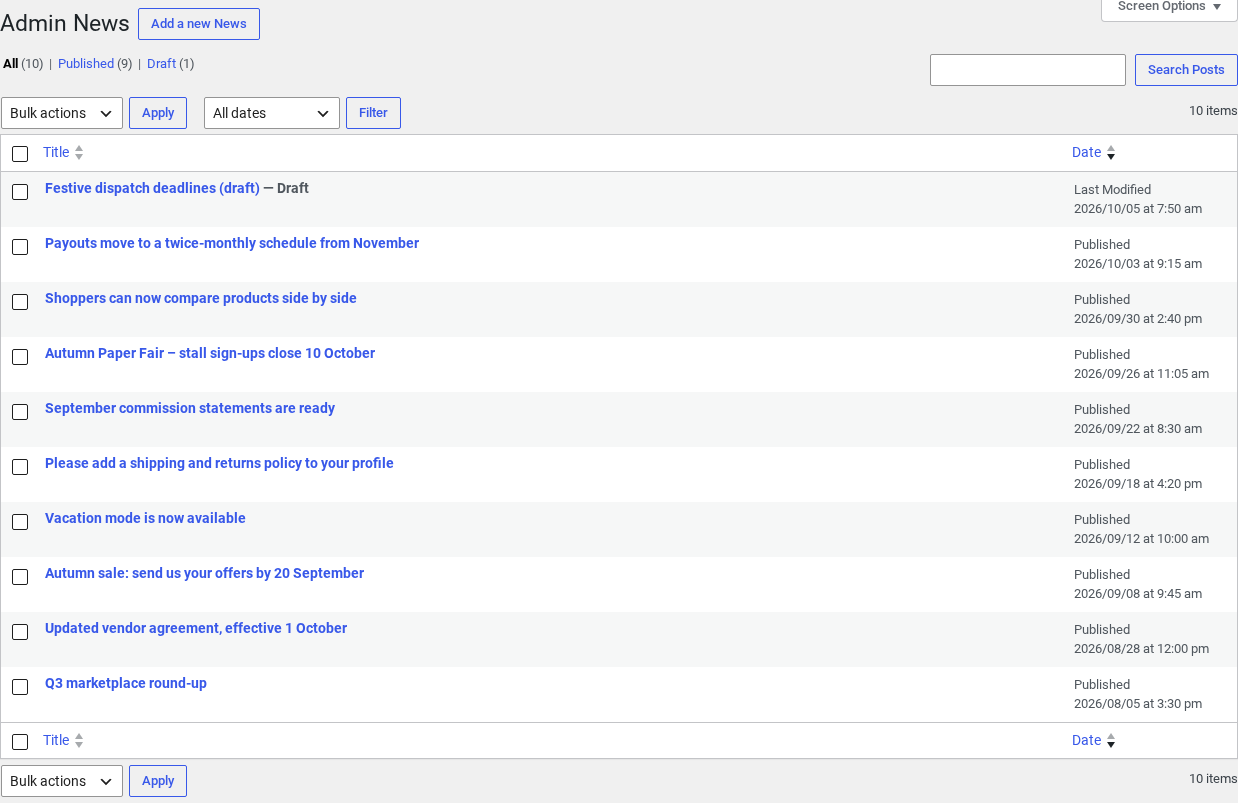 Screen Options
Admin News Add a new News
All (10) | Published (9) | Draft (1)
Search Posts
Bulk actions Apply All dates Filter 10 items
Title Date
Festive dispatch deadlines (draft) — Draft Last Modified
2026/10/05 at 7:50 am
Payouts move to a twice-monthly schedule from November Published
2026/10/03 at 9:15 am
Shoppers can now compare products side by side Published
2026/09/30 at 2:40 pm
Autumn Paper Fair – stall sign-ups close 10 October Published
2026/09/26 at 11:05 am
September commission statements are ready Published
2026/09/22 at 8:30 am
Please add a shipping and returns policy to your profile Published
2026/09/18 at 4:20 pm
Vacation mode is now available Published
2026/09/12 at 10:00 am
Autumn sale: send us your offers by 20 September Published
2026/09/08 at 9:45 am
Updated vendor agreement, effective 1 October Published
2026/08/28 at 12:00 pm
Q3 marketplace round-up Published
2026/08/05 at 3:30 pm
Title Date
Bulk actions Apply 10 items